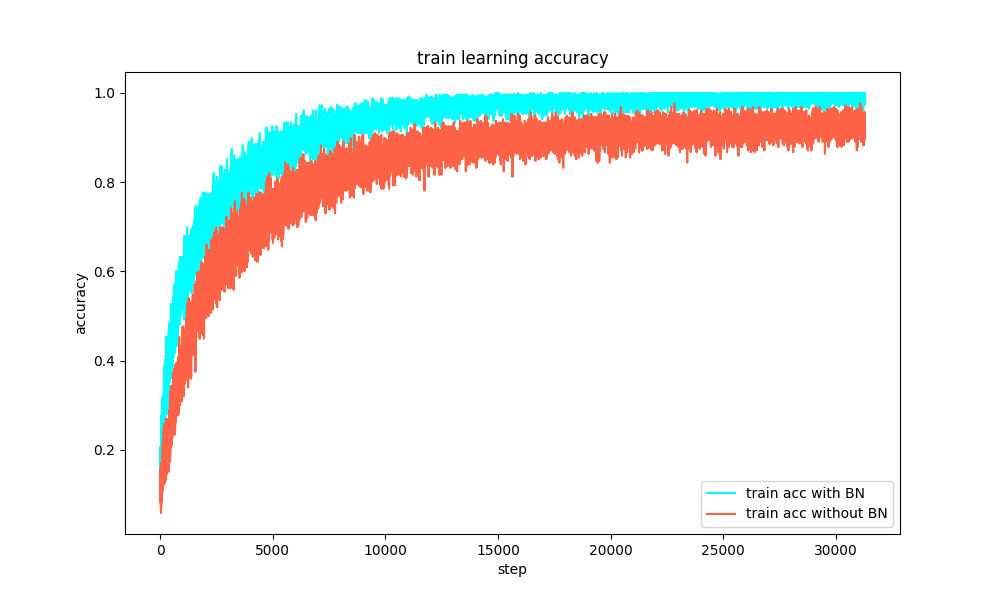 train learning accuracy
accuracy
1.0
0.8
0.6
0.4
0.2
train acc with BN
train acc without BN
0 5000 10000 15000 20000 25000 30000
step